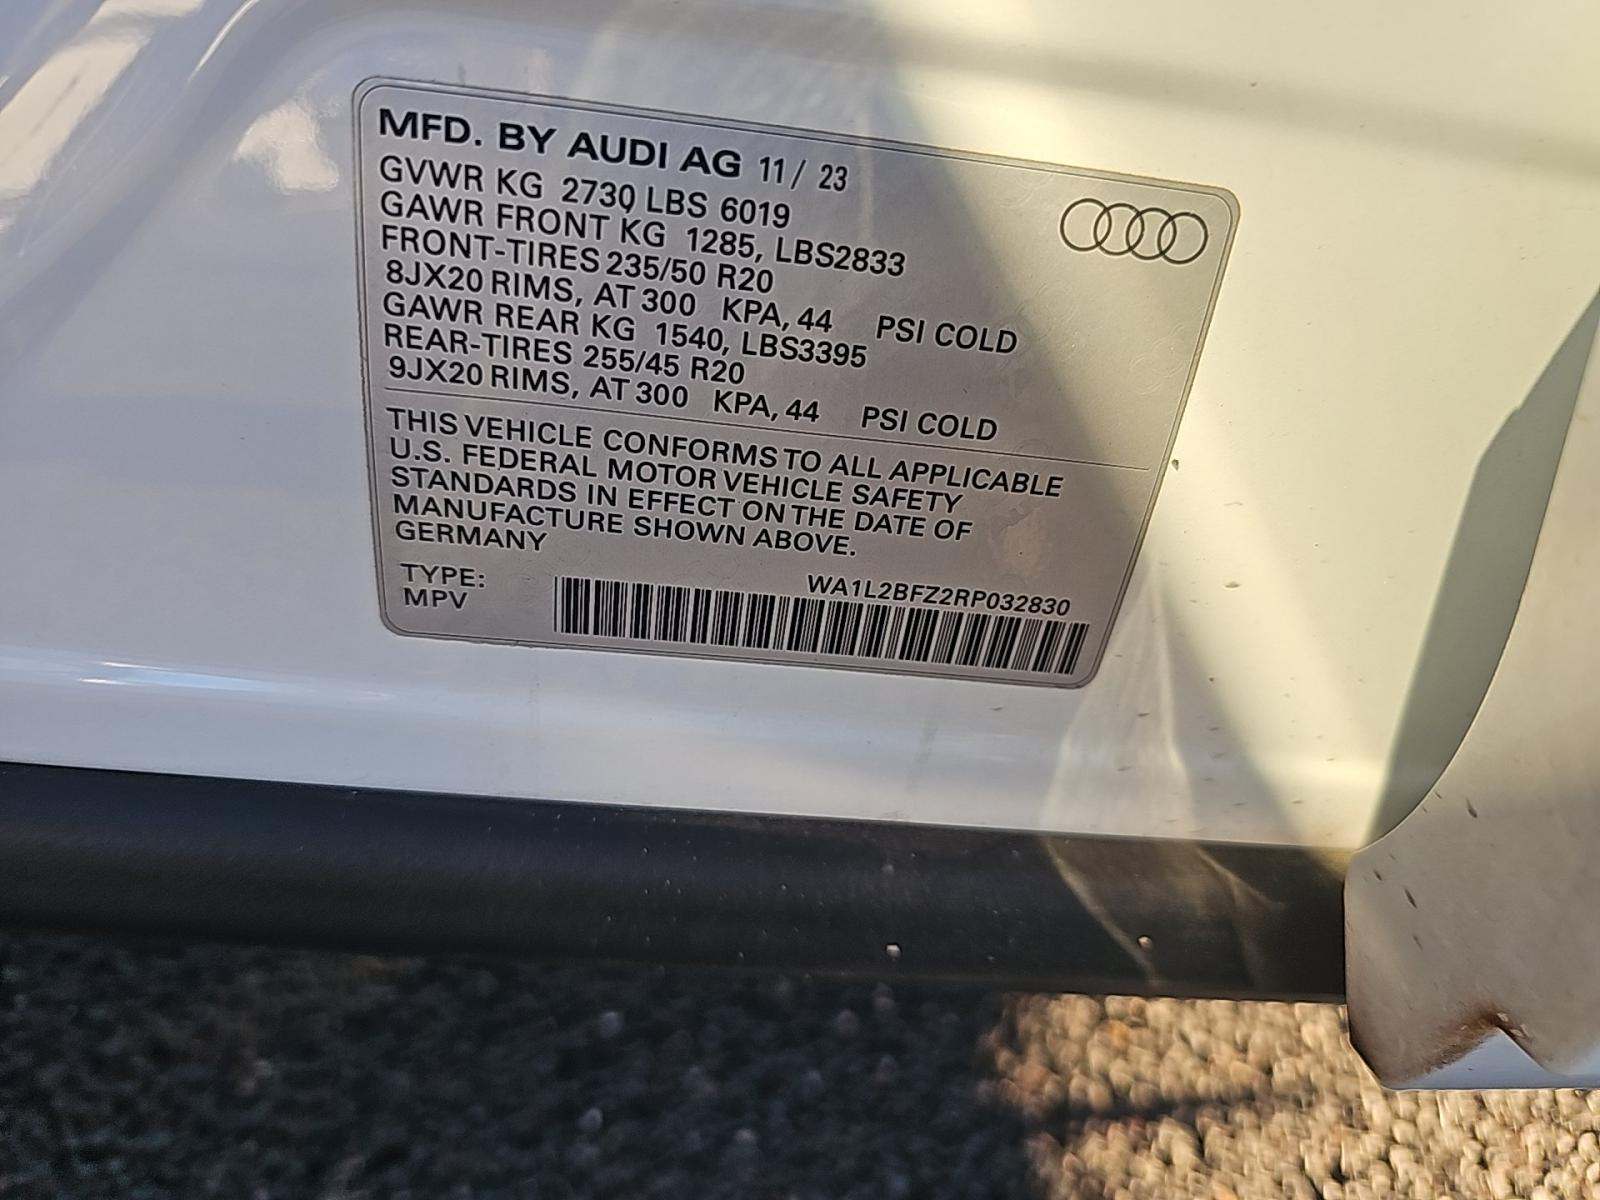 MFD. BY AUDI AG 11/ 23
GVWR KG 2730 LBS 6019
GAWR FRONT KG 1285, LBS2833
FRONT-TIRES 235/50 R20
8JX20 RIMS, AT 300 KPA, 44 PSI COLD
GAWR REAR KG 1540, LBS3395
REAR-TIRES 255/45 R20
9JX20 RIMS, AT 300 KPA, 44 PSI COLD
THIS VEHICLE CONFORMS TO ALL APPLICABLE
U.S. FEDERAL MOTOR VEHICLE SAFETY
STANDARDS IN EFFECT ON THE DATE OF
MANUFACTURE SHOWN ABOVE.
GERMANY
TYPE: WA1L2BFZ2RP032830
MPV